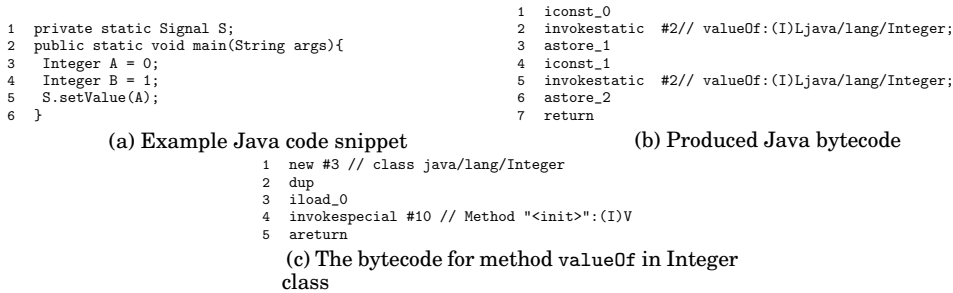 1 private static Signal S;
2 public static void main(String args){
3 Integer A = 0;
4 Integer B = 1;
5 S.setValue(A);
6 }
(a) Example Java code snippet
1 iconst_0
2 invokestatic #2// valueOf:(I)Ljava/lang/Integer;
3 astore_1
4 iconst_1
5 invokestatic #2// valueOf:(I)Ljava/lang/Integer;
6 astore_2
7 return
(b) Produced Java bytecode
1 new #3 // class java/lang/Integer
2 dup
3 iload_0
4 invokespecial #10 // Method "<init>":(I)V
5 areturn
(c) The bytecode for method valueOf in Integer
class